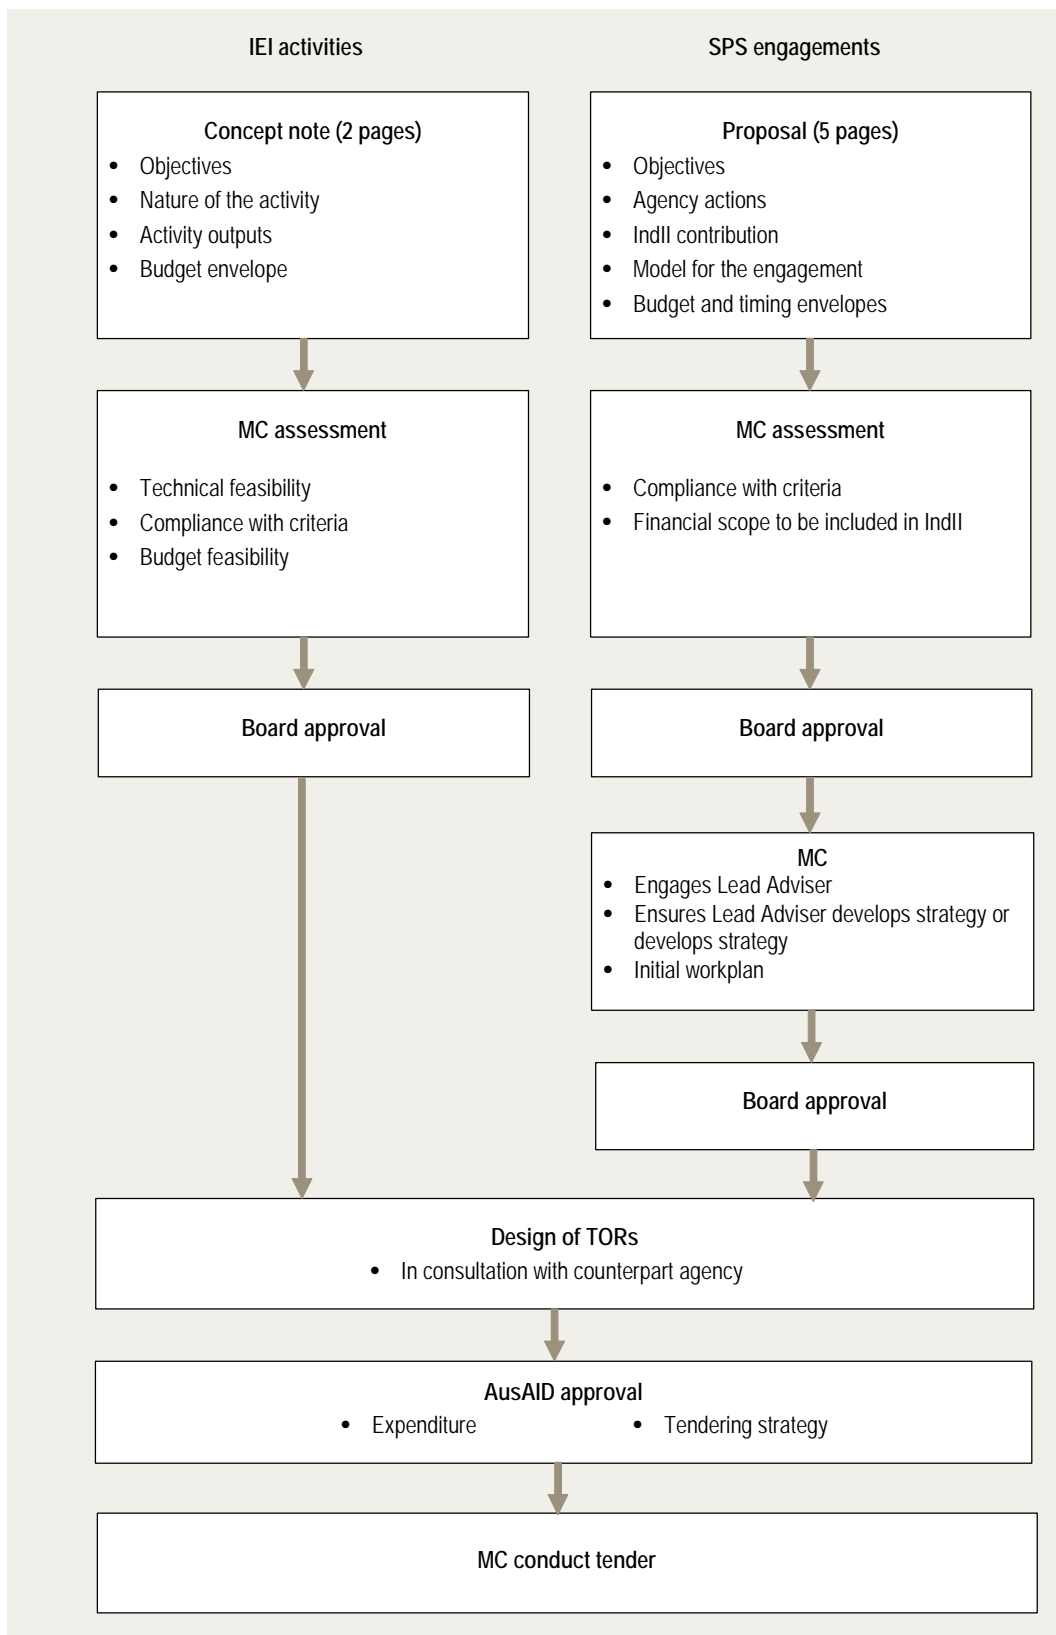 IEI activities
SPS engagements
Concept note (2 pages)
• Objectives
• Nature of the activity
• Activity outputs
• Budget envelope
Proposal (5 pages)
• Objectives
• Agency actions
• IndII contribution
• Model for the engagement
• Budget and timing envelopes
MC assessment
• Technical feasibility
• Compliance with criteria
• Budget feasibility
MC assessment
• Compliance with criteria
• Financial scope to be included in IndII
Board approval
Board approval
MC
• Engages Lead Adviser
• Ensures Lead Adviser develops strategy or
develops strategy
• Initial workplan
Board approval
Design of TORs
• In consultation with counterpart agency
AusAID approval
• Expenditure
• Tendering strategy
MC conduct tender